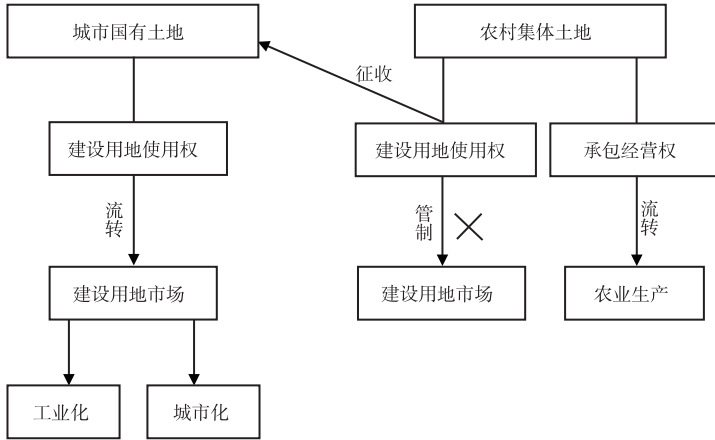 城市国有土地
农村集体土地
征收
建设用地使用权
建设用地使用权
承包经营权
流
转
管
制
流
转
建设用地市场
建设用地市场
农业生产
工业化
城市化